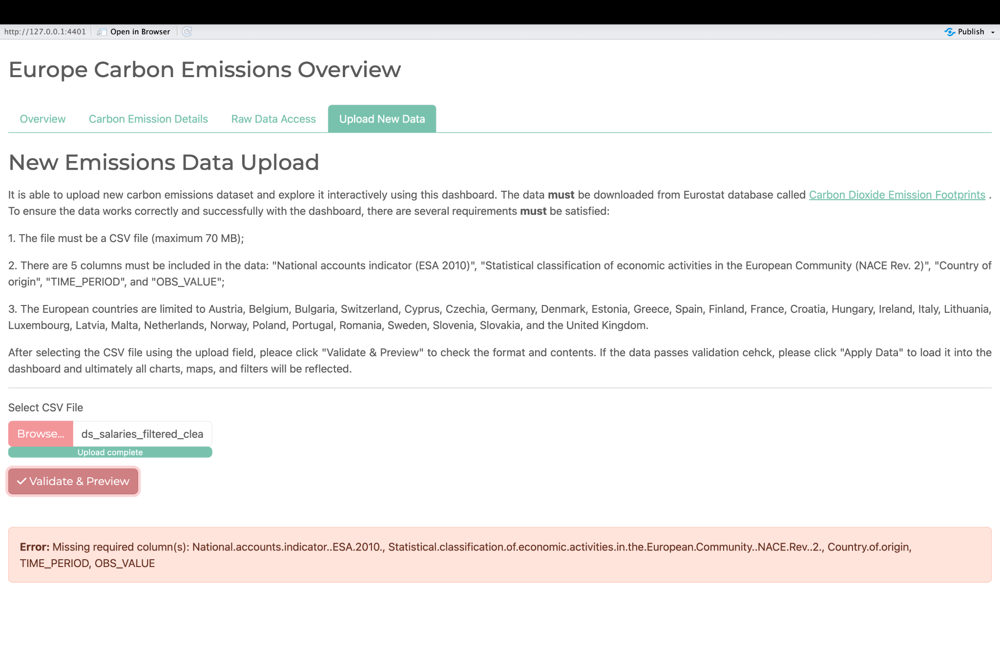 http://127.0.0.1:4401 Open in Browser Publish
Europe Carbon Emissions Overview
Overview Carbon Emission Details Raw Data Access Upload New Data
New Emissions Data Upload
It is able to upload new carbon emissions dataset and explore it interactively using this dashboard. The data must be downloaded from Eurostat database called Carbon Dioxide Emission Footprints .
To ensure the data works correctly and successfully with the dashboard, there are several requirements must be satisfied:
1. The file must be a CSV file (maximum 70 MB);
2. There are 5 columns must be included in the data: "National accounts indicator (ESA 2010)", "Statistical classification of economic activities in the European Community (NACE Rev. 2)", "Country of
origin", "TIME_PERIOD", and "OBS_VALUE";
3. The European countries are limited to Austria, Belgium, Bulgaria, Switzerland, Cyprus, Czechia, Germany, Denmark, Estonia, Greece, Spain, Finland, France, Croatia, Hungary, Ireland, Italy, Lithuania,
Luxembourg, Latvia, Malta, Netherlands, Norway, Poland, Portugal, Romania, Sweden, Slovenia, Slovakia, and the United Kingdom.
After selecting the CSV file using the upload field, pleace click "Validate & Preview" to check the format and contents. If the data passes validation cehck, please click "Apply Data" to load it into the
dashboard and ultimately all charts, maps, and filters will be reflected.
Select CSV File
Browse... ds_salaries_filtered_clea
Upload complete
Validate & Preview
Error: Missing required column(s): National.accounts.indicator..ESA.2010., Statistical.classification.of.economic.activities.in.the.European.Community..NACE.Rev..2., Country.of.origin,
TIME_PERIOD, OBS_VALUE